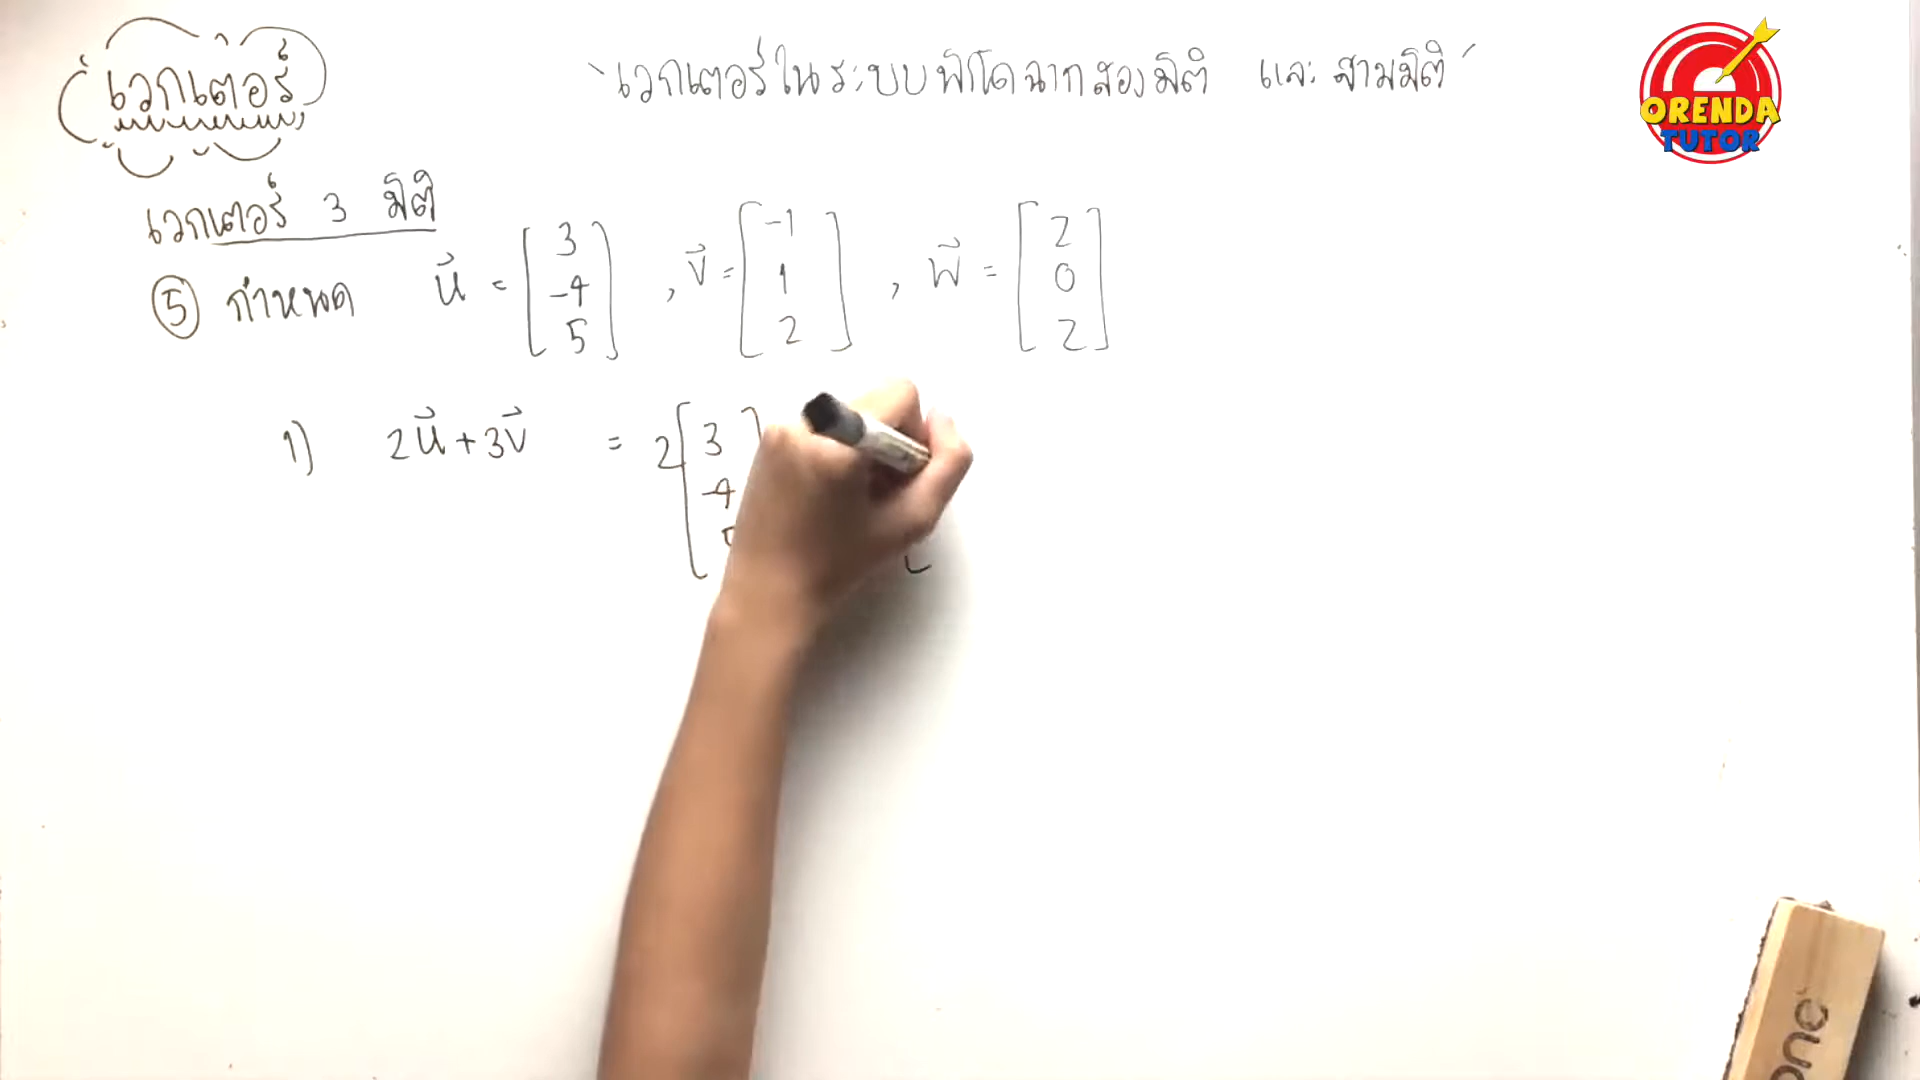 เวกเตอร์
"เวกเตอร์ในระบบพิกัดฉากสองมิติ และ สามมิติ"
ORENDA
TUTOR
เวกเตอร์ 3 มิติ
⑤ กำหนด ū = [3 -4 5] , v̄ = [-1 1 2] , w̄ = [2 0 2]
1) 2ū + 3v̄ = 2[3 -4
one